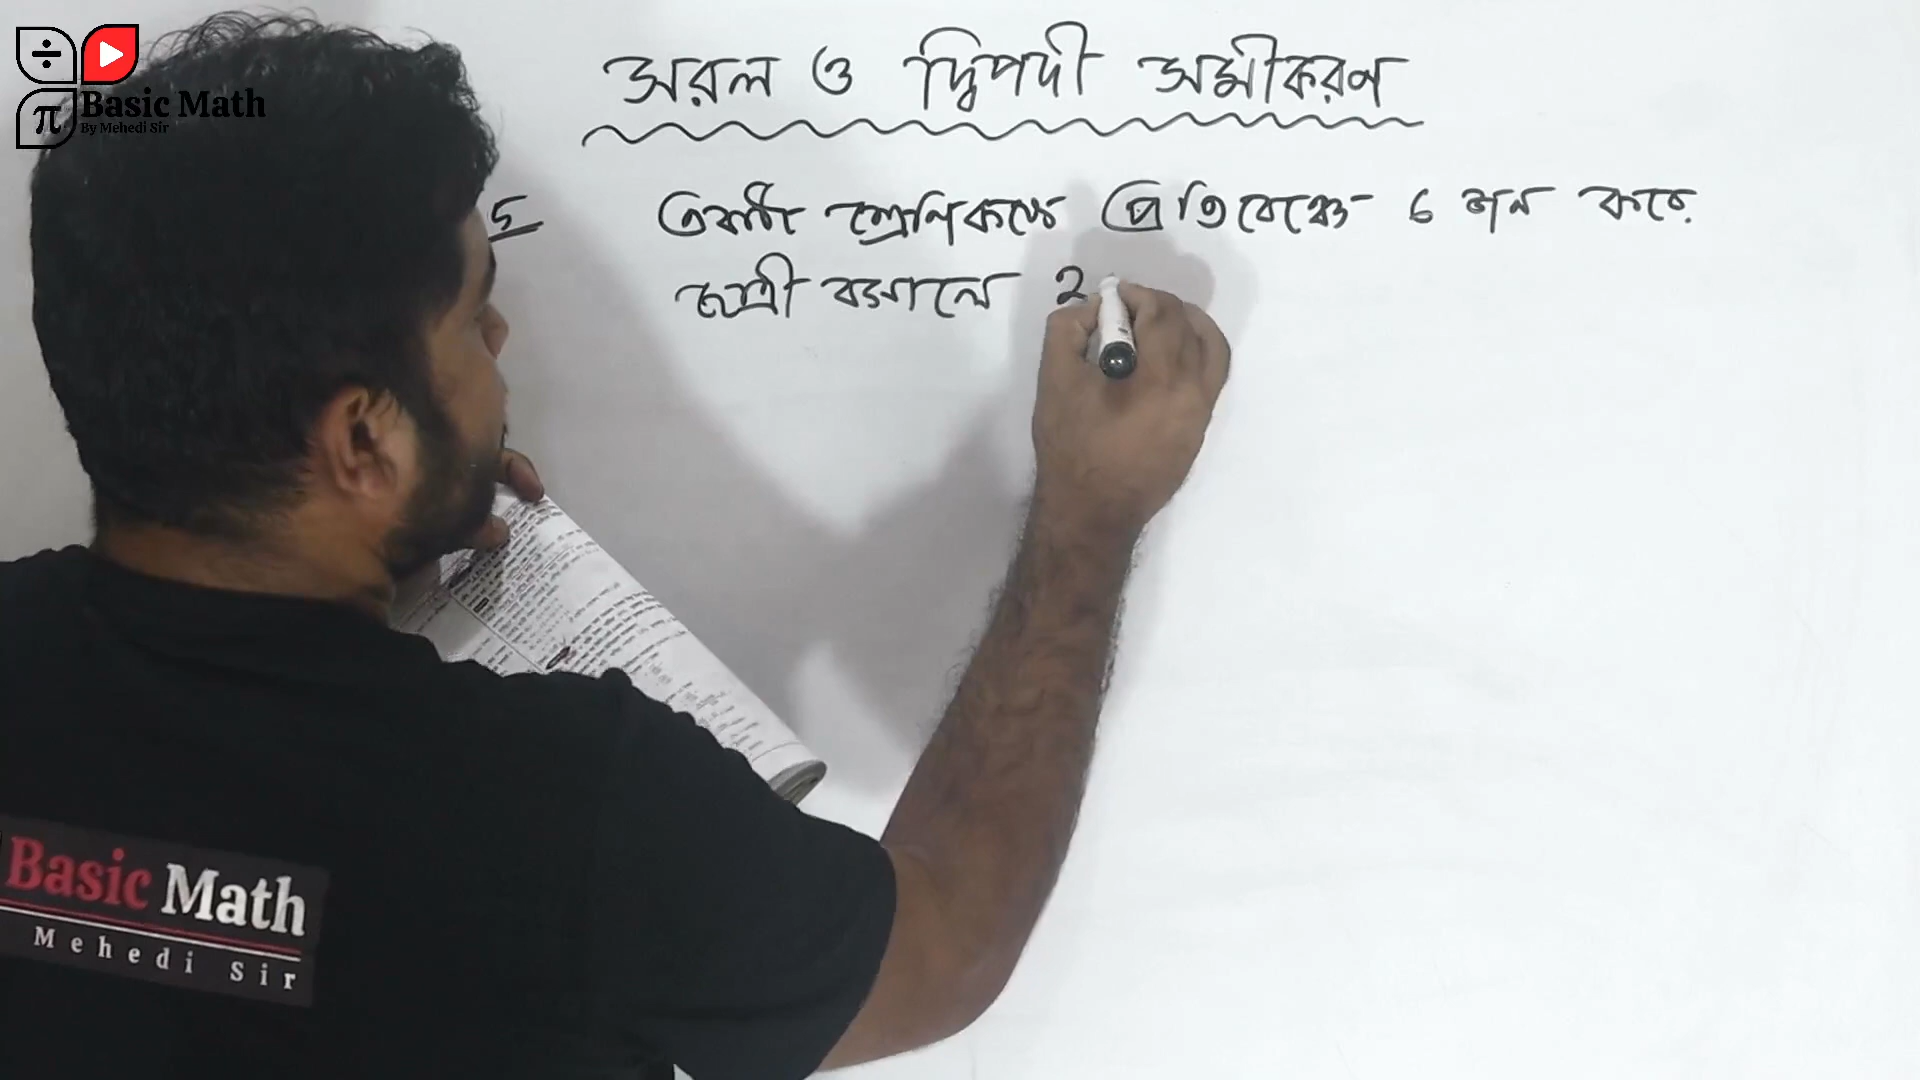 Basic Math
By Mehedi Sir
সরল ও দ্বিপদী সমীকরণ
5 একটি শ্রেণিকক্ষে প্রতিবেঞ্চে 6 জন করে
ছাত্রী বসালে 2
Basic Math
Mehedi Sir